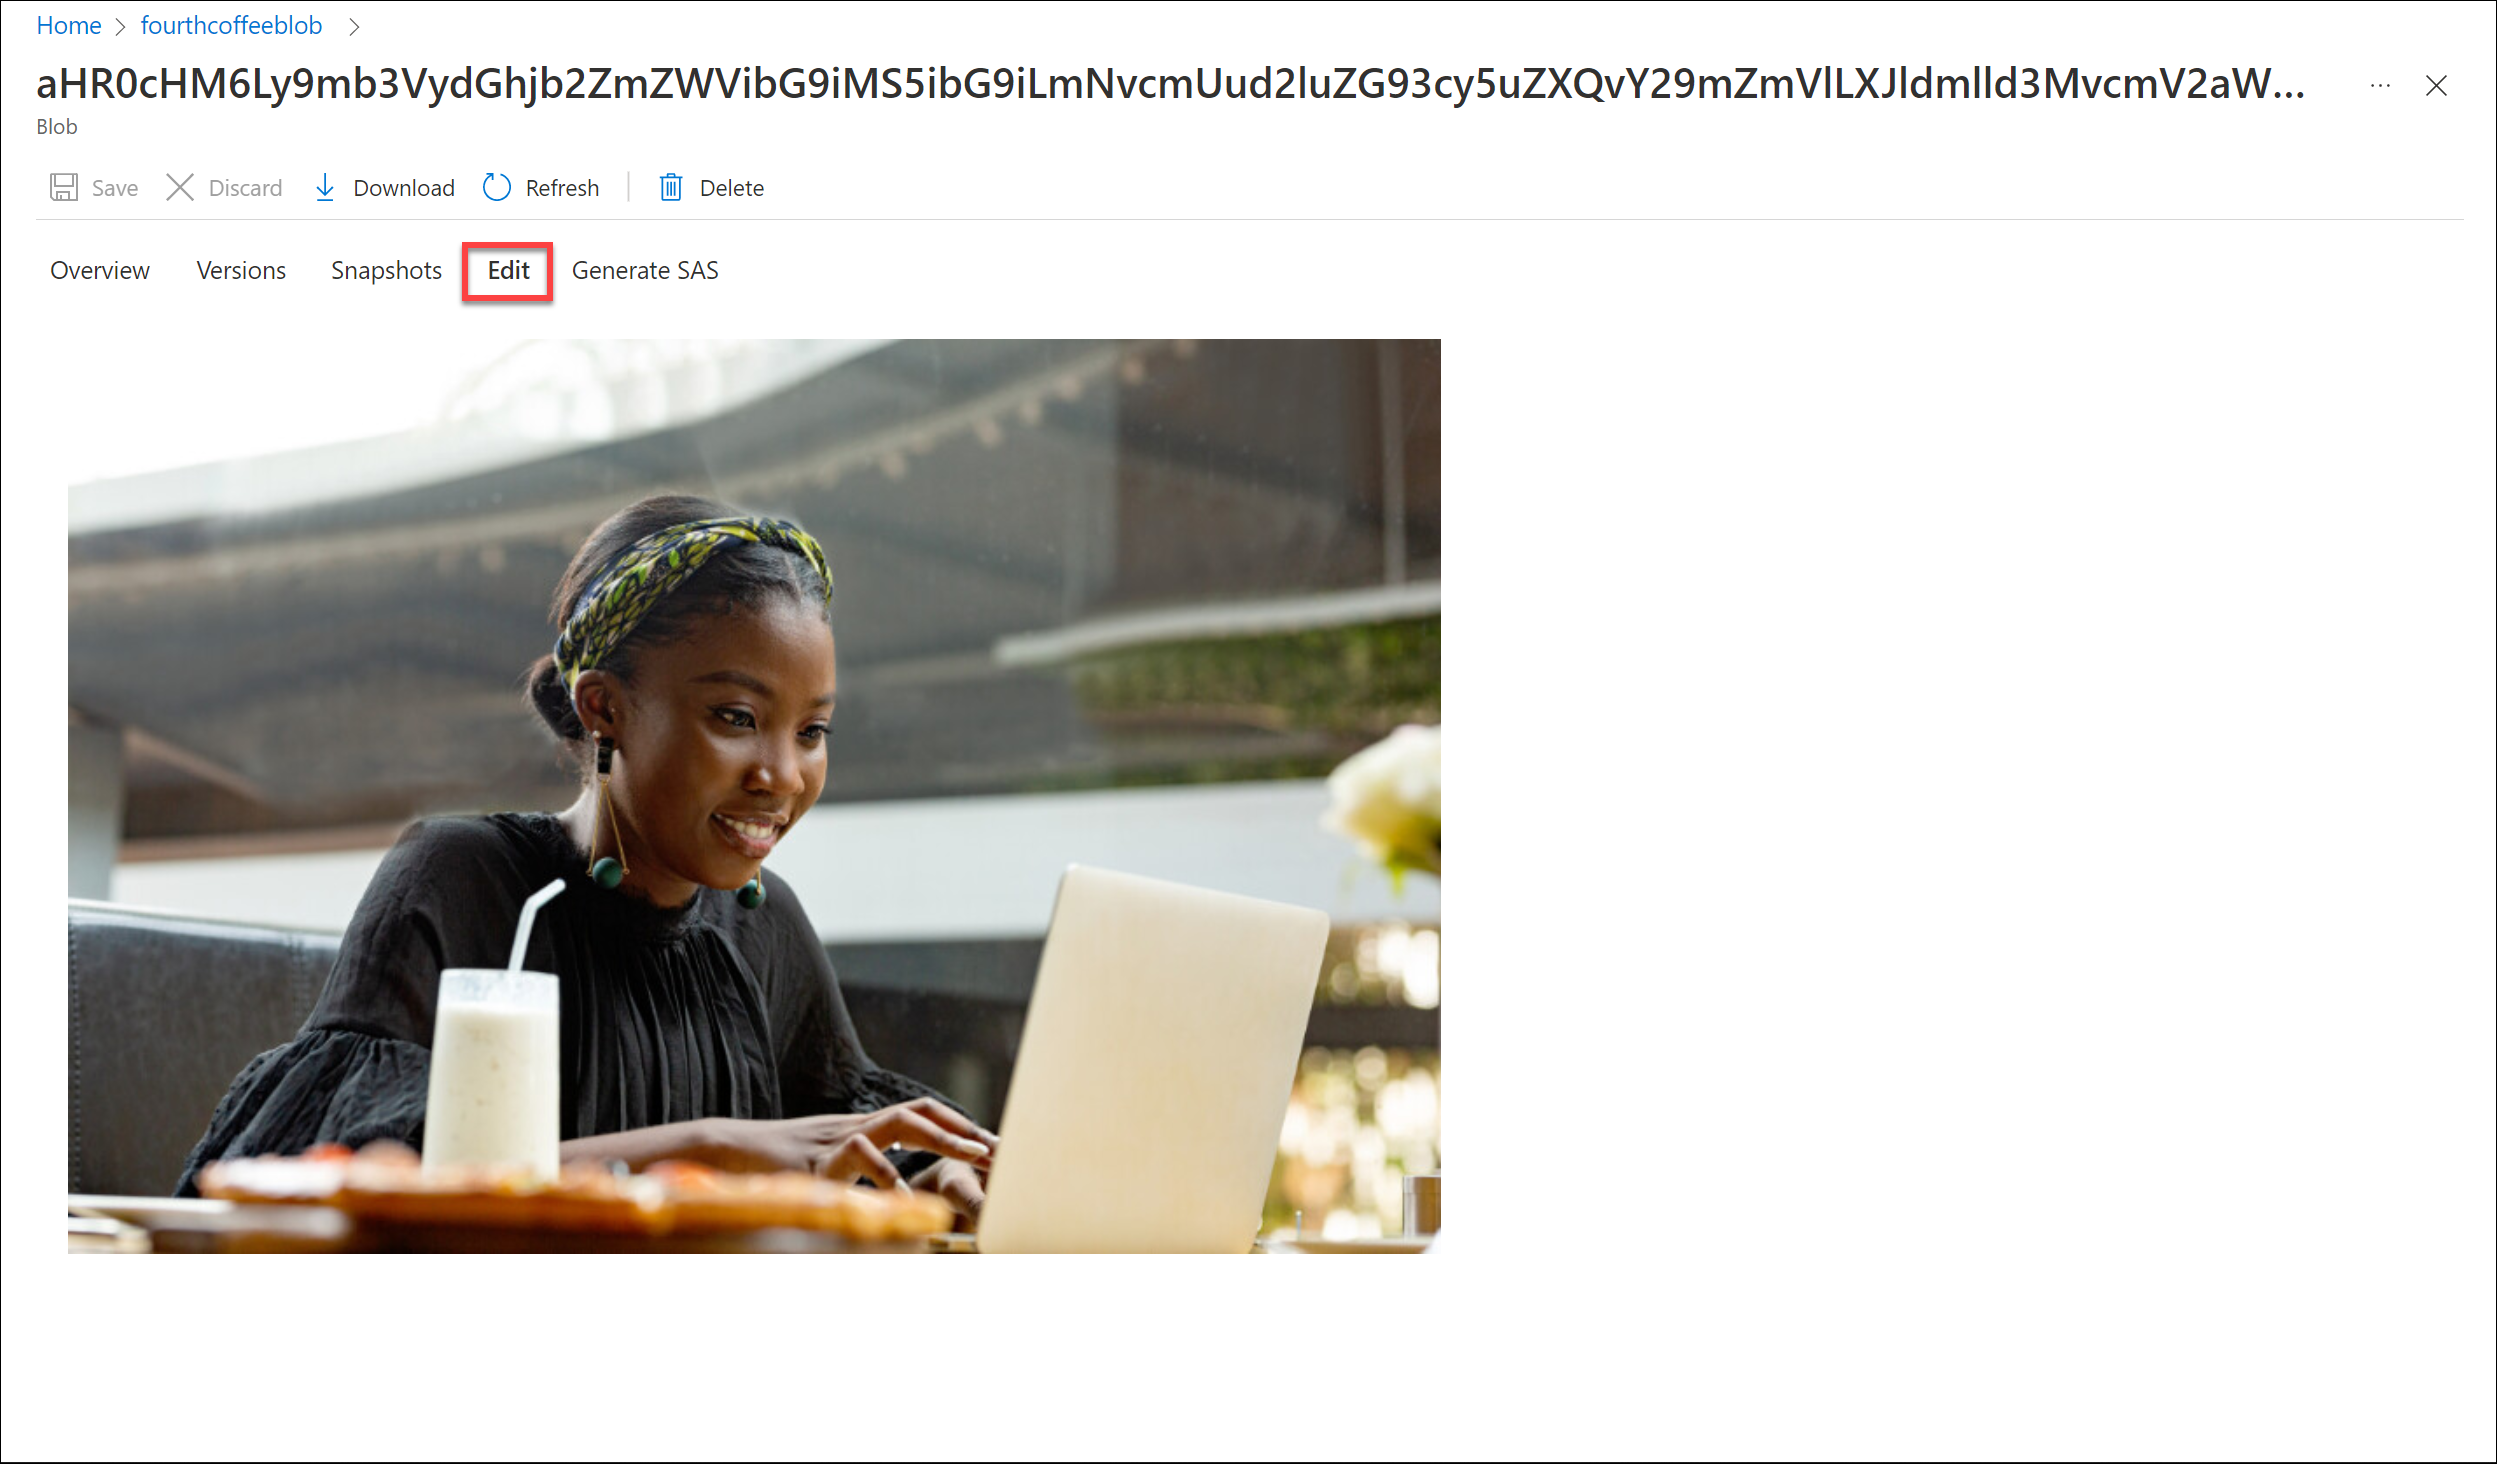 Home > fourthcoffeeblob >
aHR0cHM6Ly9mb3VydGhjb2ZmZWVibG9iMS5ibG9iLmNvcmUud2luZG93cy5uZXQvY29mZmVlLXJldmlld3MvcmV2aW...
Blob
Save Discard Download Refresh Delete
Overview Versions Snapshots Edit Generate SAS